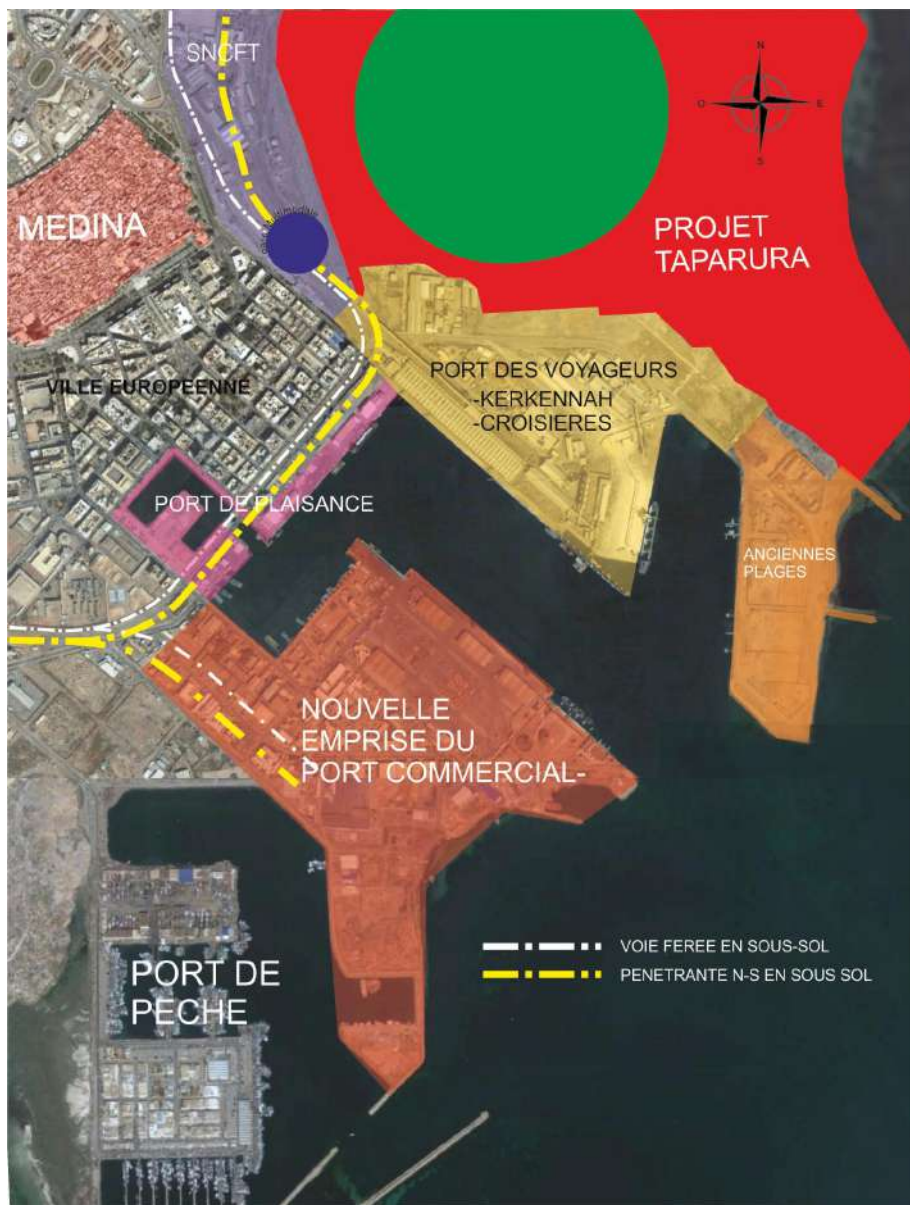 SNCFT
N
O
E
S
MEDINA
PROJET
TAPARURA
VILLE EUROPEENNE
PORT DES VOYAGEURS
-KERKENNAH
-CROISIERES
PORT DE PLAISANCE
ANCIENNES
PLAGES
NOUVELLE
EMPRISE DU
PORT COMMERCIAL-
VOIE FEREE EN SOUS-SOL
PENETRANTE N-S EN SOUS SOL
PORT DE
PECHE